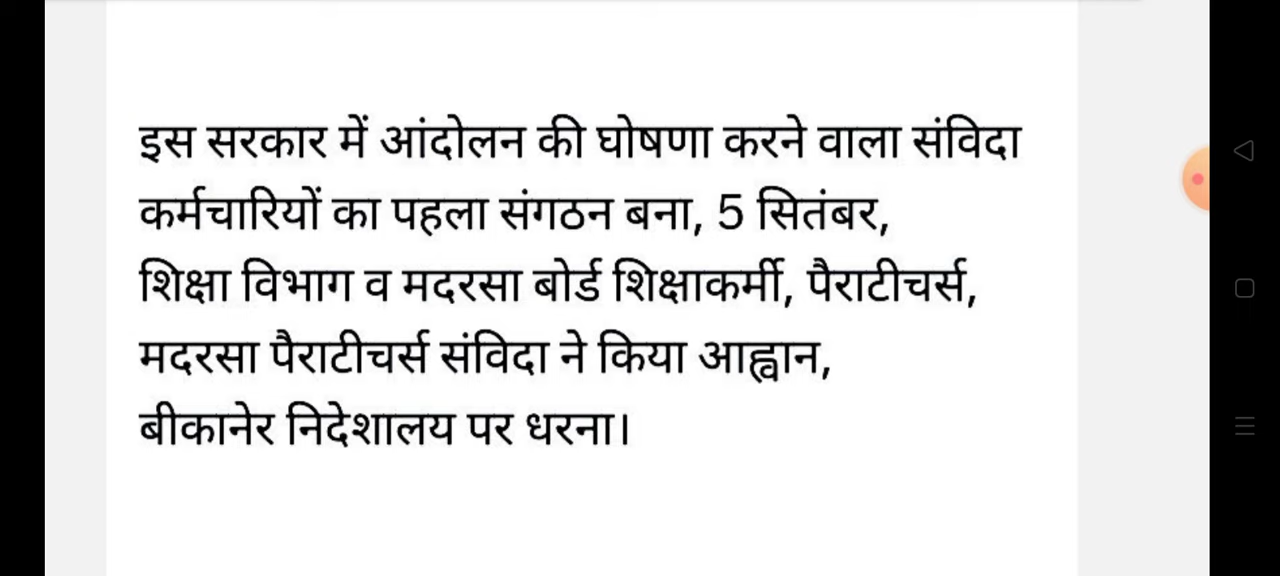 इस सरकार में आंदोलन की घोषणा करने वाला संविदा
कर्मचारियों का पहला संगठन बना, 5 सितंबर,
शिक्षा विभाग व मदरसा बोर्ड शिक्षाकर्मी, पैराटीचर्स,
मदरसा पैराटीचर्स संविदा ने किया आह्वान,
बीकानेर निदेशालय पर धरना।